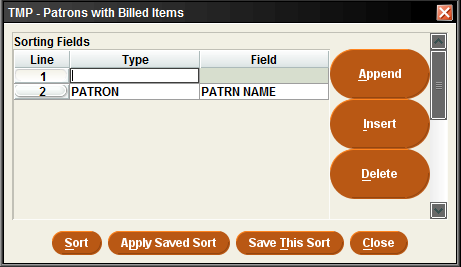 TMP - Patrons with Billed Items
Sorting Fields
Line Type Field
1
2 PATRON PATRN NAME
Append
Insert
Delete
Sort Apply Saved Sort Save This Sort Close